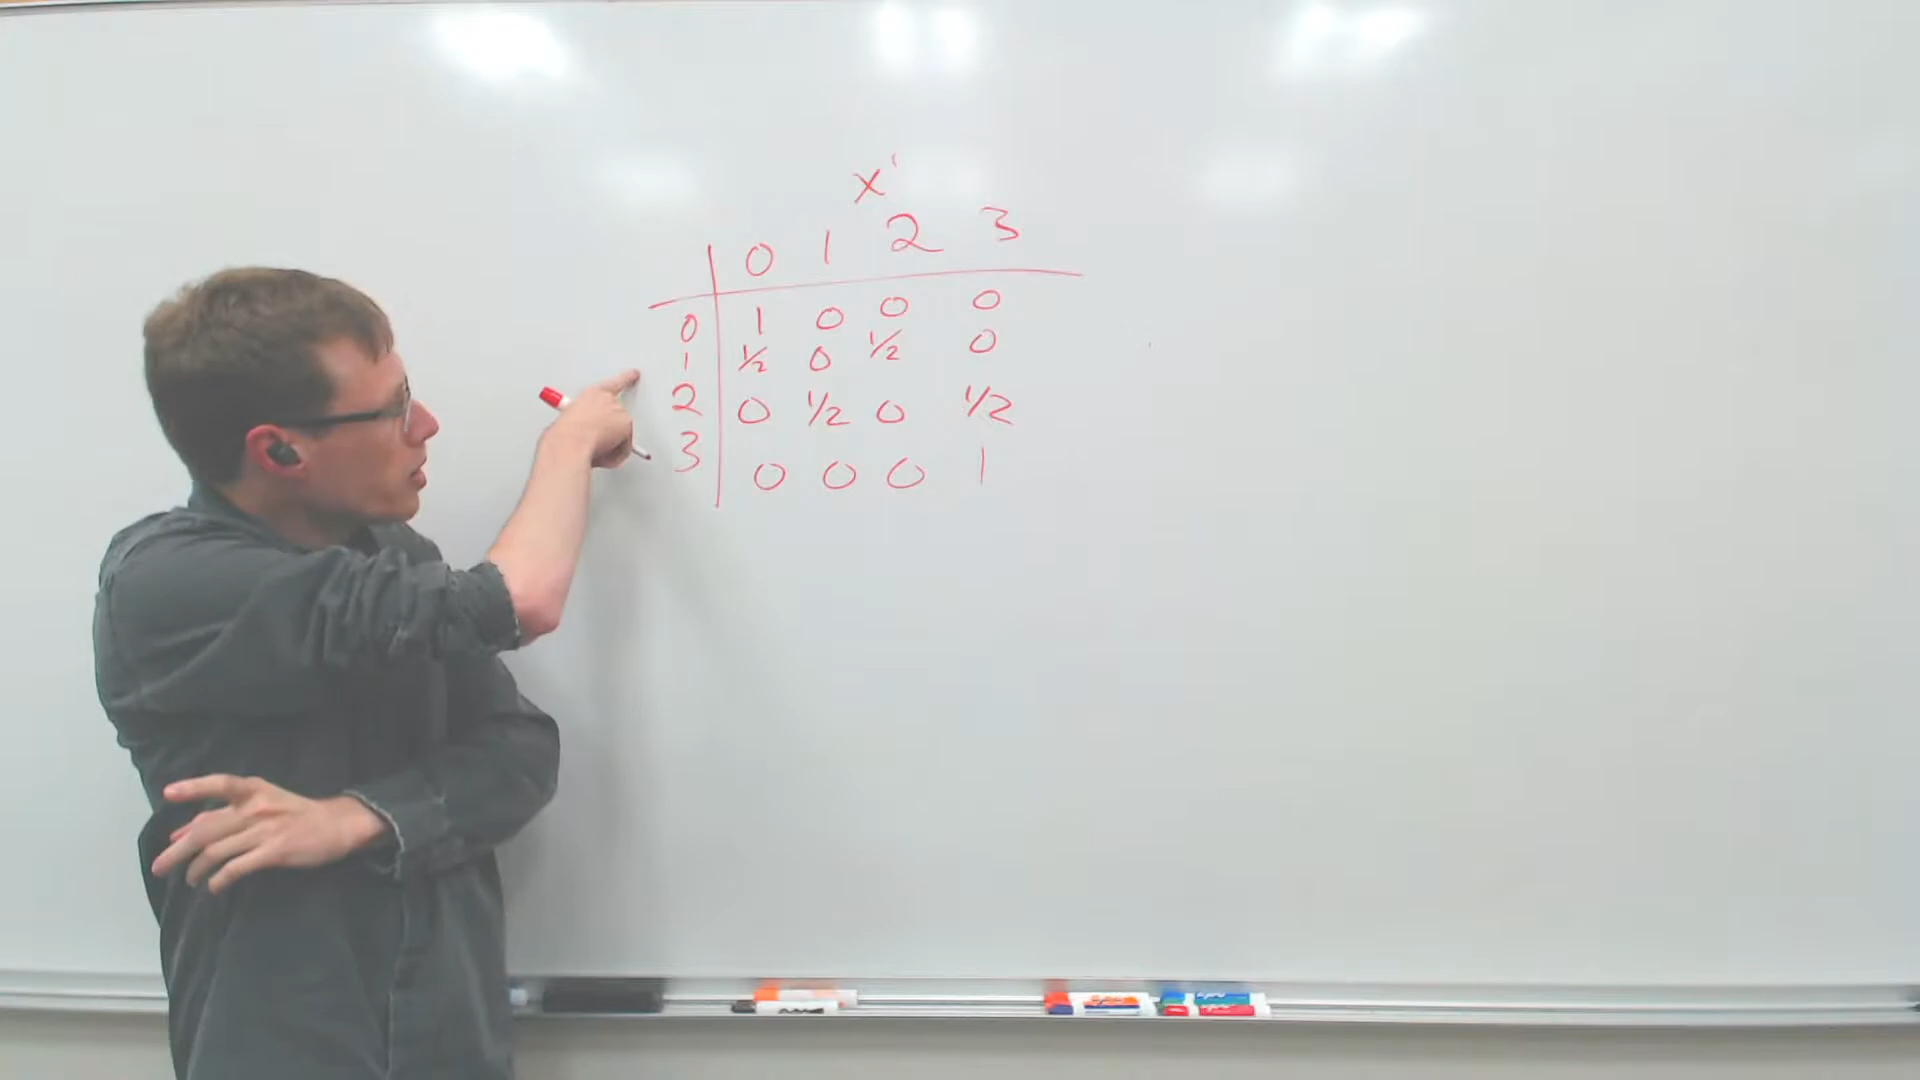 x'
0 1 2 3
0 1 0 0 0
1 1/2 0 1/2 0
2 0 1/2 0 1/2
3 0 0 0 1